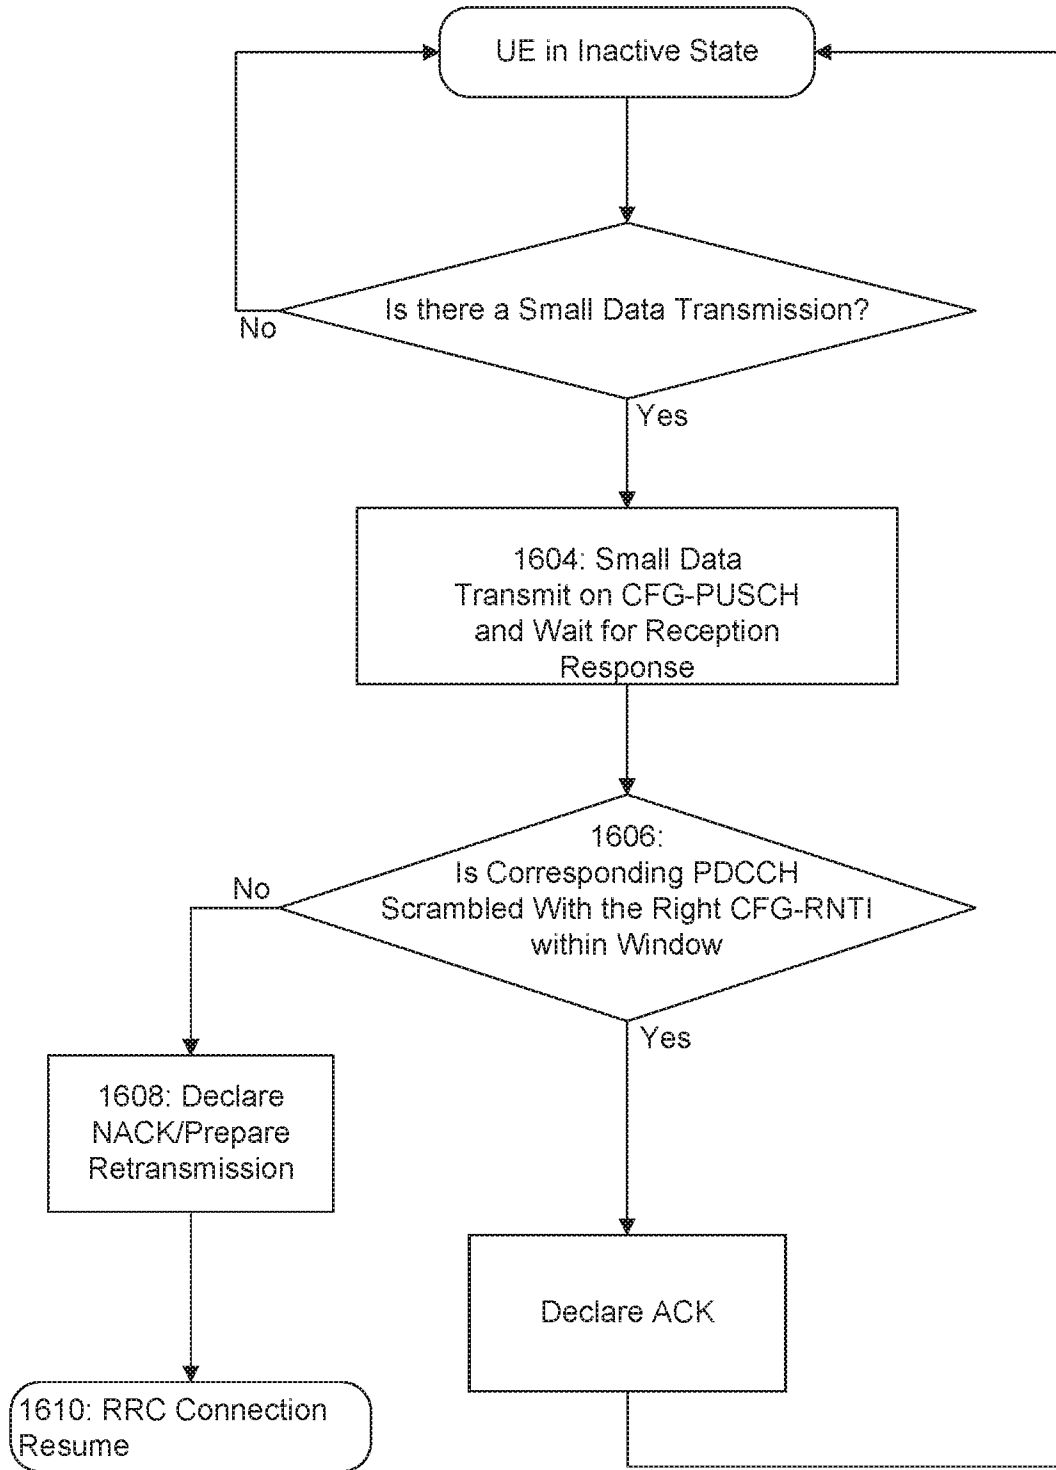 UE in Inactive State
Is there a Small Data Transmission?
No
Yes
1604: Small Data
Transmit on CFG-PUSCH
and Wait for Reception
Response
1606:
Is Corresponding PDCCH
Scrambled With the Right CFG-RNTI
within Window
No
Yes
1608: Declare
NACK/Prepare
Retransmission
Declare ACK
1610: RRC Connection
Resume